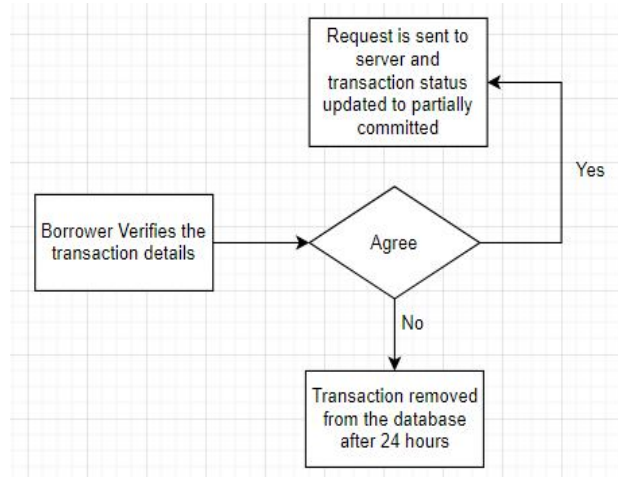 Request is sent to
server and
transaction status
updated to partially
committed
Yes
Borrower Verifies the
transaction details
Agree
No
Transaction removed
from the database
after 24 hours